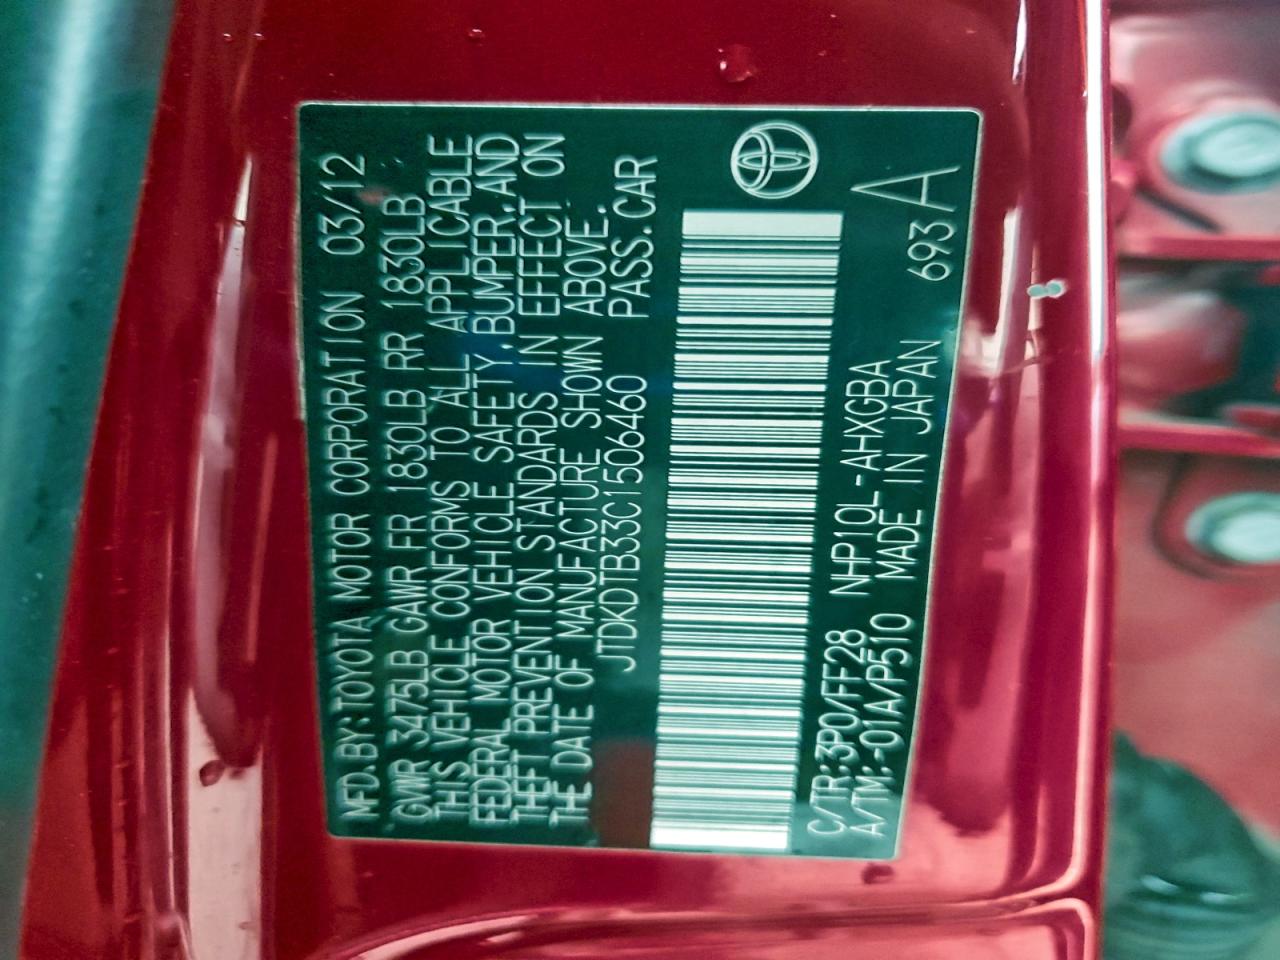 MFD.BY:TOYOTA MOTOR CORPORATION 03/12
GVWR 3475LB GAWR FR 1830LB RR 1830LB
THIS VEHICLE CONFORMS TO ALL APPLICABLE
FEDERAL MOTOR VEHICLE SAFETY,BUMPER,AND
THEFT PREVENTION STANDARDS IN EFFECT ON
THE DATE OF MANUFACTURE SHOWN ABOVE.
JTDKDTB33C1506460 PASS.CAR
C/TR:3P0/FF28 NHP10L-AHXGBA
A/TM:-01A/P510 MADE IN JAPAN 693 A